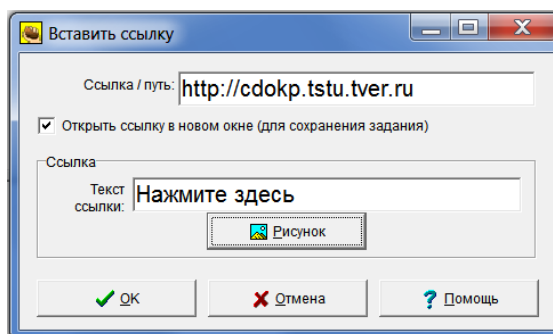 Вставить ссылку
Ссылка / путь: http://cdokp.tstu.tver.ru
Открыть ссылку в новом окне (для сохранения задания)
Ссылка
Текст ссылки: Нажмите здесь
Рисунок
OK Отмена Помощь